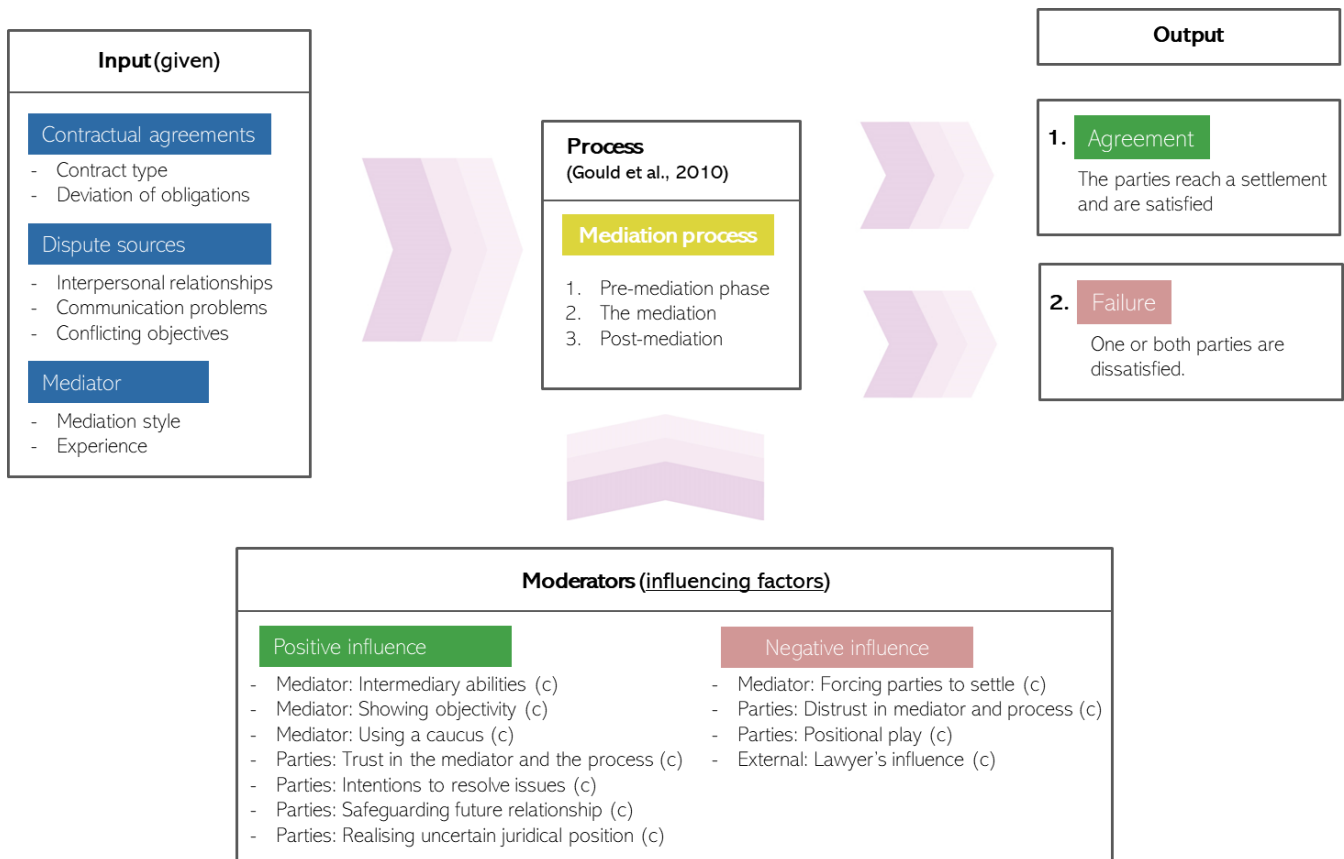 Input (given)
Contractual agreements
- Contract type
- Deviation of obligations
Dispute sources
- Interpersonal relationships
- Communication problems
- Conflicting objectives
Mediator
- Mediation style
- Experience
Process
(Gould et al., 2010)
Mediation process
1. Pre-mediation phase
2. The mediation
3. Post-mediation
Output
1. Agreement
The parties reach a settlement
and are satisfied
2. Failure
One or both parties are
dissatisfied.
Moderators (influencing factors)
Positive influence
- Mediator: Intermediary abilities (c)
- Mediator: Showing objectivity (c)
- Mediator: Using a caucus (c)
- Parties: Trust in the mediator and the process (c)
- Parties: Intentions to resolve issues (c)
- Parties: Safeguarding future relationship (c)
- Parties: Realising uncertain juridical position (c)
Negative influence
- Mediator: Forcing parties to settle (c)
- Parties: Distrust in mediator and process (c)
- Parties: Positional play (c)
- External: Lawyer's influence (c)